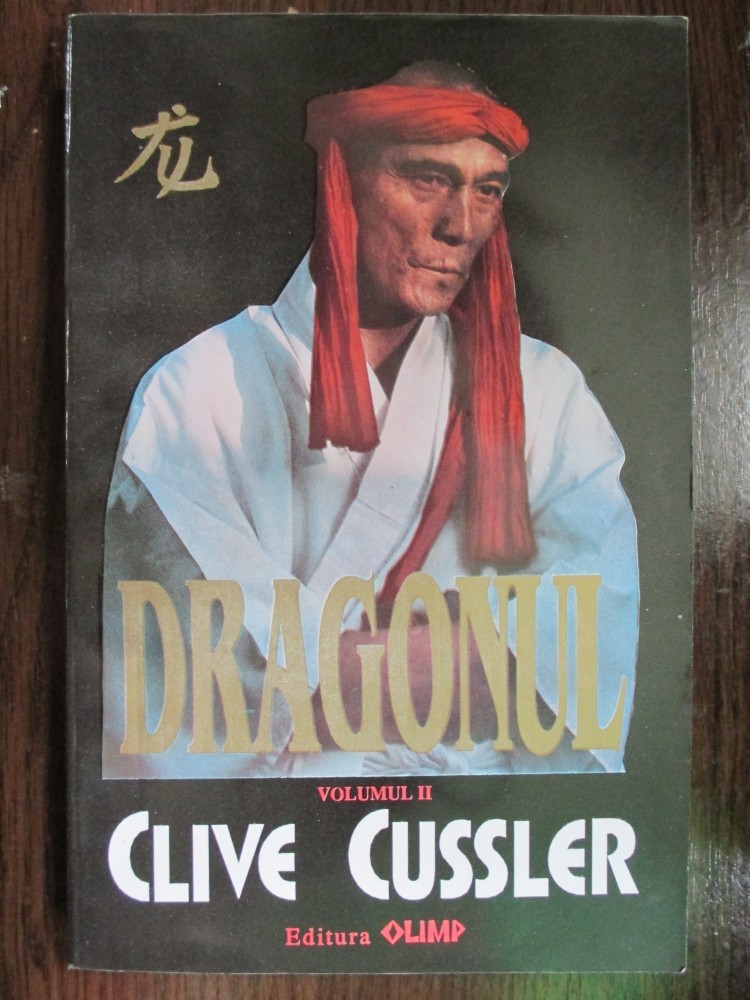 龙
DRAGONUL
VOLUMUL II
CLIVE CUSSLER
Editura OLIMP